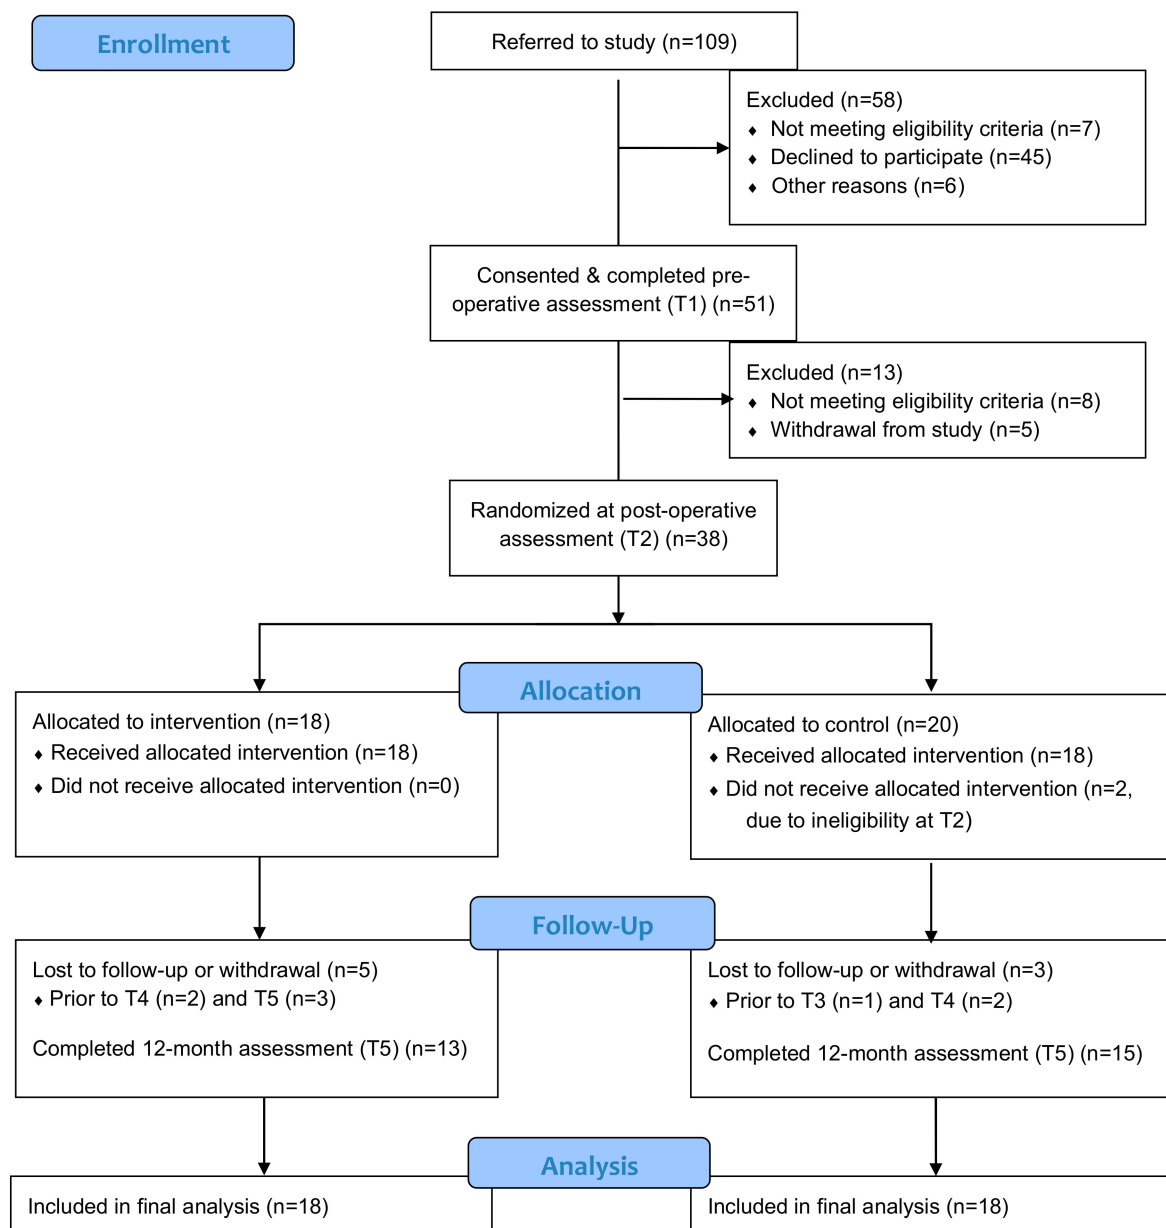 Enrollment
Referred to study (n=109)
Excluded (n=58)
♦ Not meeting eligibility criteria (n=7)
♦ Declined to participate (n=45)
♦ Other reasons (n=6)
Consented & completed pre-
operative assessment (T1) (n=51)
Excluded (n=13)
♦ Not meeting eligibility criteria (n=8)
♦ Withdrawal from study (n=5)
Randomized at post-operative
assessment (T2) (n=38)
Allocation
Allocated to intervention (n=18)
♦ Received allocated intervention (n=18)
♦ Did not receive allocated intervention (n=0)
Allocated to control (n=20)
♦ Received allocated intervention (n=18)
♦ Did not receive allocated intervention (n=2,
due to ineligibility at T2)
Follow-Up
Lost to follow-up or withdrawal (n=5)
♦ Prior to T4 (n=2) and T5 (n=3)
Completed 12-month assessment (T5) (n=13)
Lost to follow-up or withdrawal (n=3)
♦ Prior to T3 (n=1) and T4 (n=2)
Completed 12-month assessment (T5) (n=15)
Analysis
Included in final analysis (n=18)
Included in final analysis (n=18)